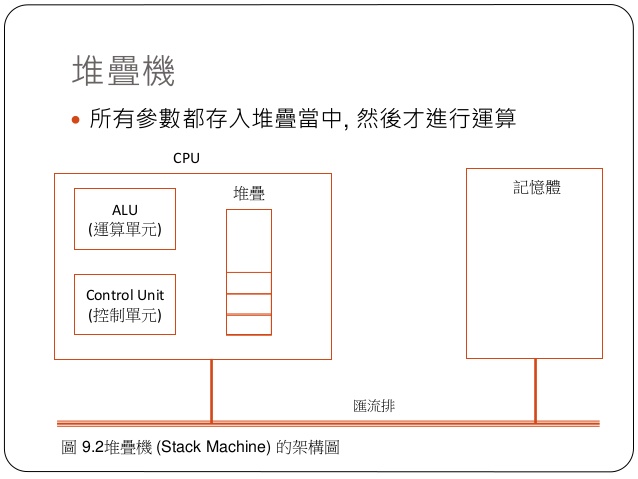 堆疊機
• 所有參數都存入堆疊當中, 然後才進行運算
CPU
ALU
(運算單元)
Control Unit
(控制單元)
堆疊
記憶體
匯流排
圖 9.2堆疊機 (Stack Machine) 的架構圖